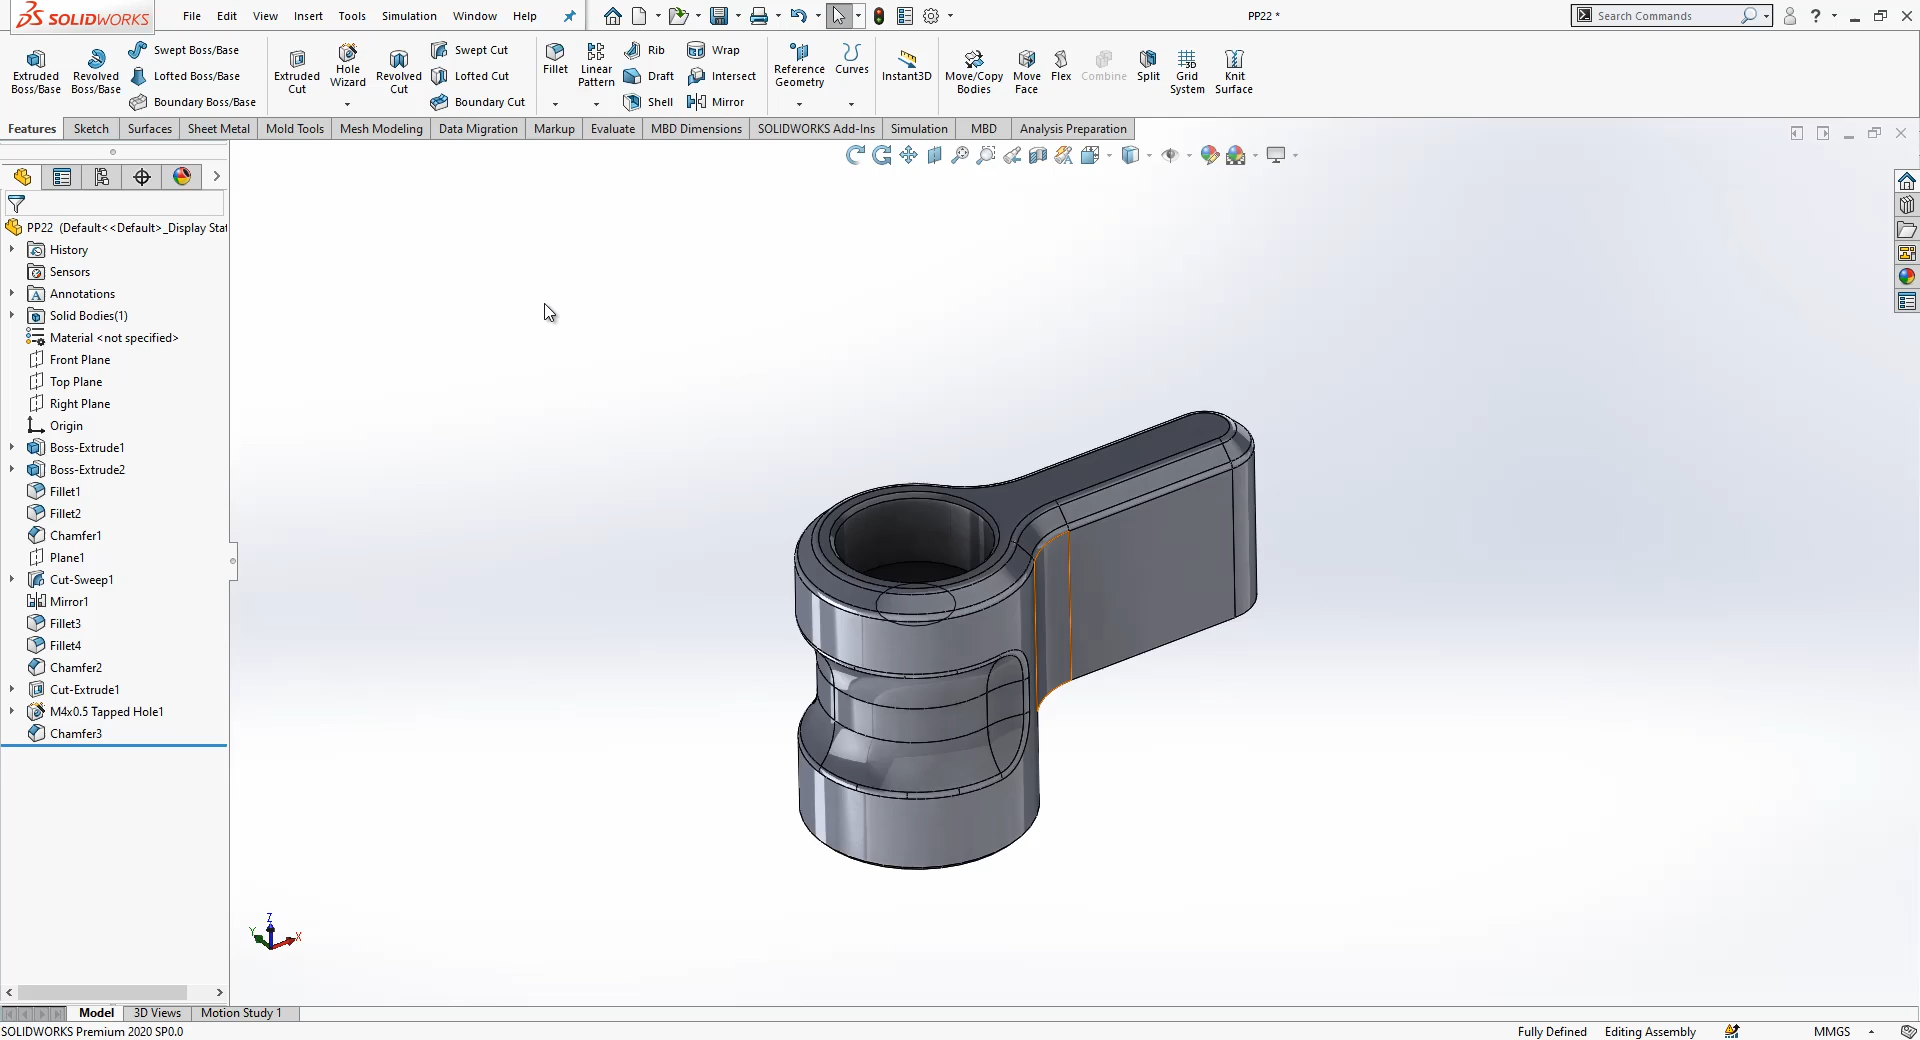 SOLIDWORKS
File Edit View Insert Tools Simulation Window Help
PP22 *
Search Commands
Extruded Boss/Base
Revolved Boss/Base
Swept Boss/Base
Lofted Boss/Base
Boundary Boss/Base
Extruded Cut
Hole Wizard
Revolved Cut
Swept Cut
Lofted Cut
Boundary Cut
Fillet
Linear Pattern
Rib
Draft
Shell
Wrap
Intersect
Mirror
Reference Geometry
Curves
Instant3D
Move/Copy Bodies
Move Face
Flex
Combine
Split
Grid System
Knit Surface
Features Sketch Surfaces Sheet Metal Mold Tools Mesh Modeling Data Migration Markup Evaluate MBD Dimensions SOLIDWORKS Add-Ins Simulation MBD Analysis Preparation
PP22 (Default<<Default>_Display Stat
History
Sensors
Annotations
Solid Bodies(1)
Material <not specified>
Front Plane
Top Plane
Right Plane
Origin
Boss-Extrude1
Boss-Extrude2
Fillet1
Fillet2
Chamfer1
Plane1
Cut-Sweep1
Mirror1
Fillet3
Fillet4
Chamfer2
Cut-Extrude1
M4x0.5 Tapped Hole1
Chamfer3
Z
Y
X
Model 3D Views Motion Study 1
SOLIDWORKS Premium 2020 SP0.0
Fully Defined Editing Assembly MMGS